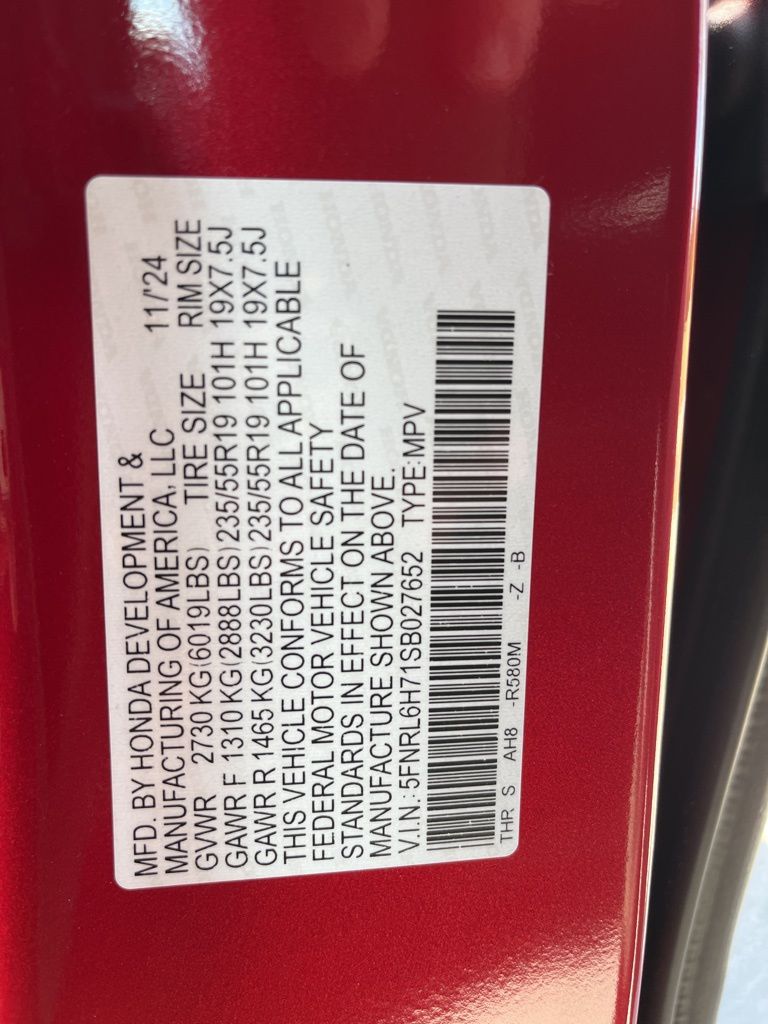 MFD. BY HONDA DEVELOPMENT & 11/'24
MANUFACTURING OF AMERICA, LLC
GVWR 2730 KG(6019LBS) TIRE SIZE RIM SIZE
GAWR F 1310 KG(2888LBS)235/55R19 101H 19X7.5J
GAWR R 1465 KG(3230LBS)235/55R19 101H 19X7.5J
THIS VEHICLE CONFORMS TO ALL APPLICABLE
FEDERAL MOTOR VEHICLE SAFETY
STANDARDS IN EFFECT ON THE DATE OF
MANUFACTURE SHOWN ABOVE.
V.I.N.:5FNRL6H71SB027652 TYPE:MPV
THR S AH8 -R580M -Z -B